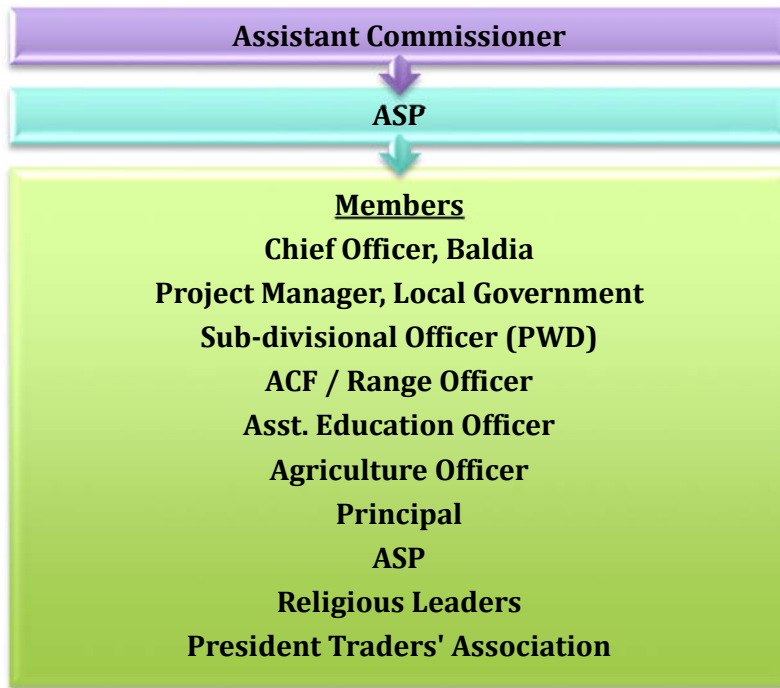 Assistant Commissioner
ASP
Members
Chief Officer, Baldia
Project Manager, Local Government
Sub-divisional Officer (PWD)
ACF / Range Officer
Asst. Education Officer
Agriculture Officer
Principal
ASP
Religious Leaders
President Traders' Association